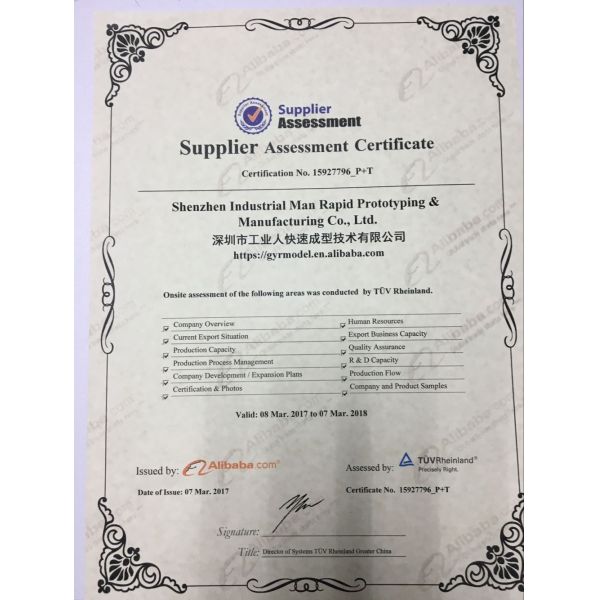 Supplier
Assessment
Supplier Assessment Certificate
Certification No. 15927796_P+T
Shenzhen Industrial Man Rapid Prototyping &
Manufacturing Co., Ltd.
深圳市工业人快速成型技术有限公司
https://gyrmodel.en.alibaba.com
Onsite assessment of the following areas was conducted by TÜV Rheinland.
Company Overview
Human Resources
Current Export Situation
Export Business Capacity
Production Capacity
Quality Assurance
Production Process Management
R & D Capacity
Company Development / Expansion Plans
Production Flow
Certification & Photos
Company and Product Samples
Valid: 08 Mar. 2017 to 07 Mar. 2018
Issued by: Alibaba.com®
Assessed by: TÜVRheinland®
Precisely Right.
Date of Issue: 07 Mar. 2017
Certificate No. 15927796_P+T
Signature:
Title: Director of Systems TÜV Rheinland Greater China